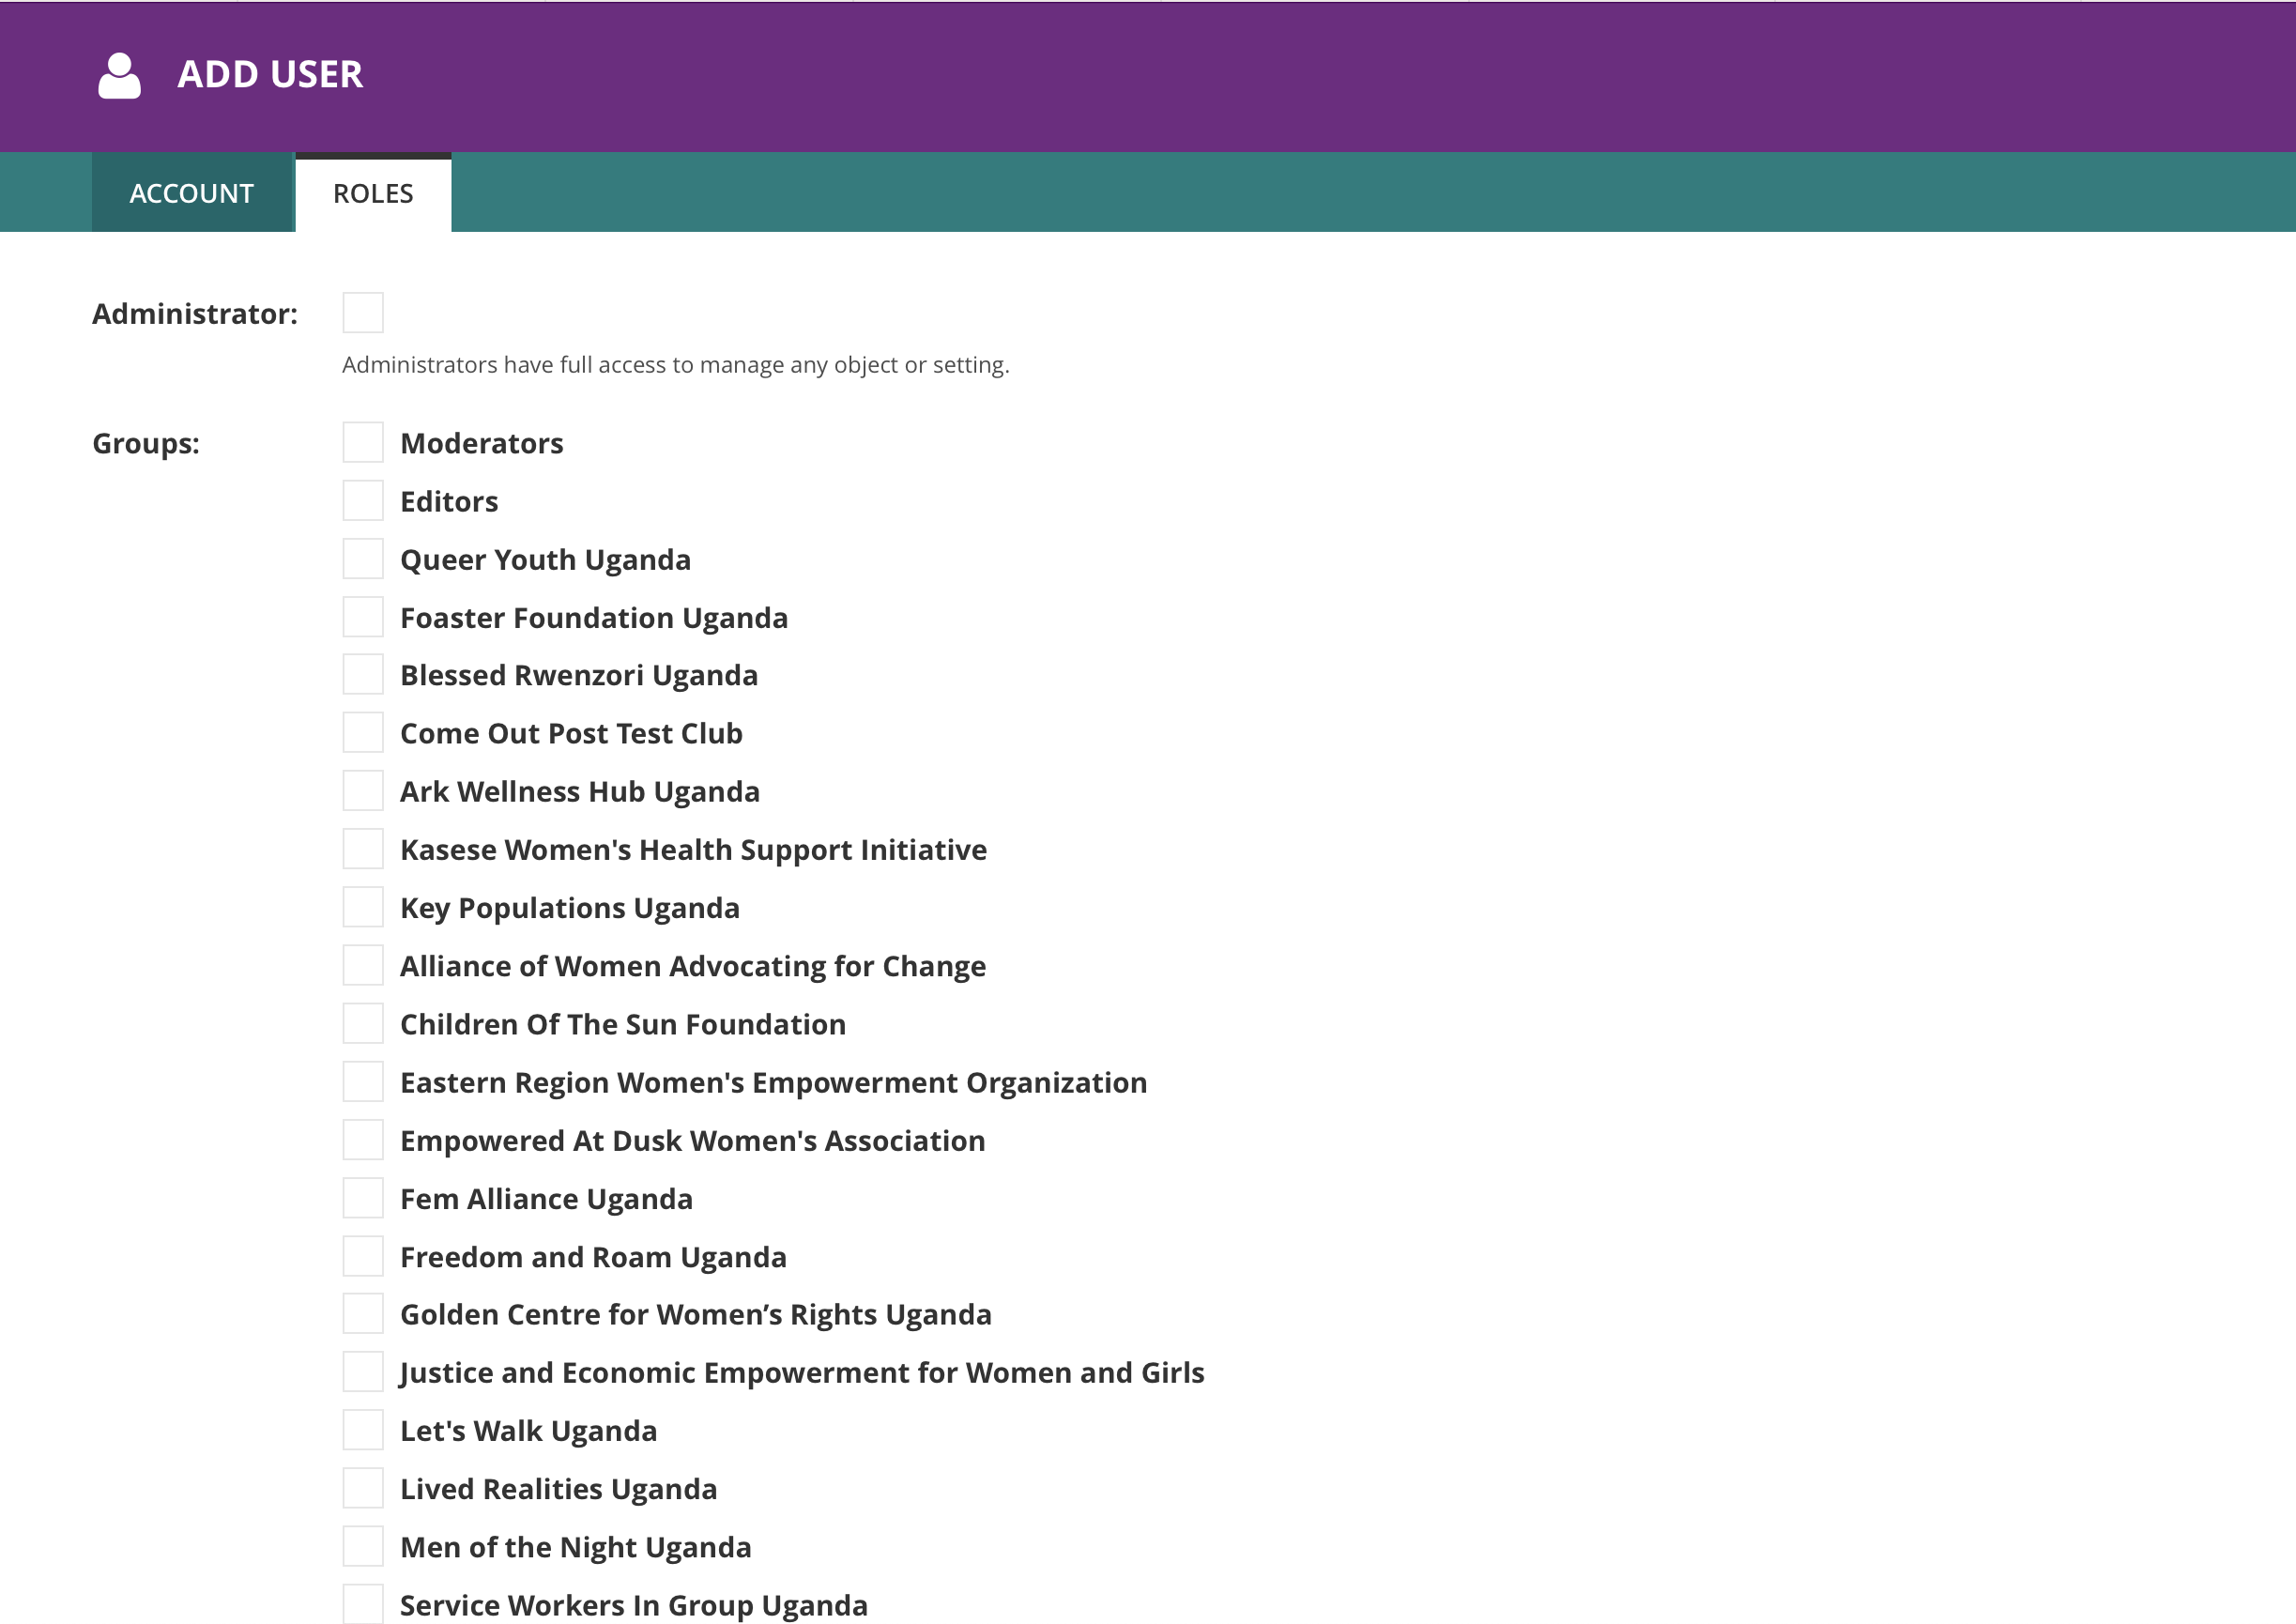 ADD USER
ACCOUNT
ROLES
Administrator:
Administrators have full access to manage any object or setting.
Groups:
Moderators
Editors
Queer Youth Uganda
Foaster Foundation Uganda
Blessed Rwenzori Uganda
Come Out Post Test Club
Ark Wellness Hub Uganda
Kasese Women's Health Support Initiative
Key Populations Uganda
Alliance of Women Advocating for Change
Children Of The Sun Foundation
Eastern Region Women's Empowerment Organization
Empowered At Dusk Women's Association
Fem Alliance Uganda
Freedom and Roam Uganda
Golden Centre for Women’s Rights Uganda
Justice and Economic Empowerment for Women and Girls
Let's Walk Uganda
Lived Realities Uganda
Men of the Night Uganda
Service Workers In Group Uganda